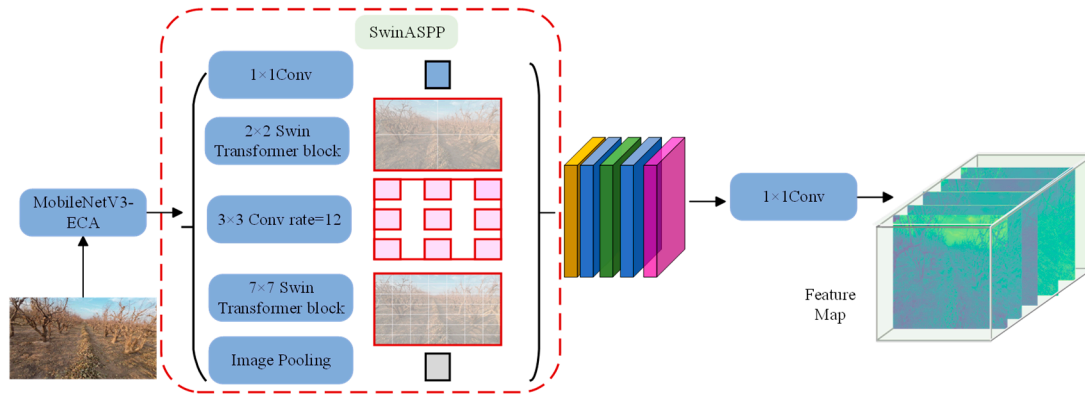 SwinASPP
1×1Conv
2×2 Swin
Transformer block
MobileNetV3-
ECA
3×3 Conv rate=12
7×7 Swin
Transformer block
Image Pooling
1×1Conv
Feature
Map